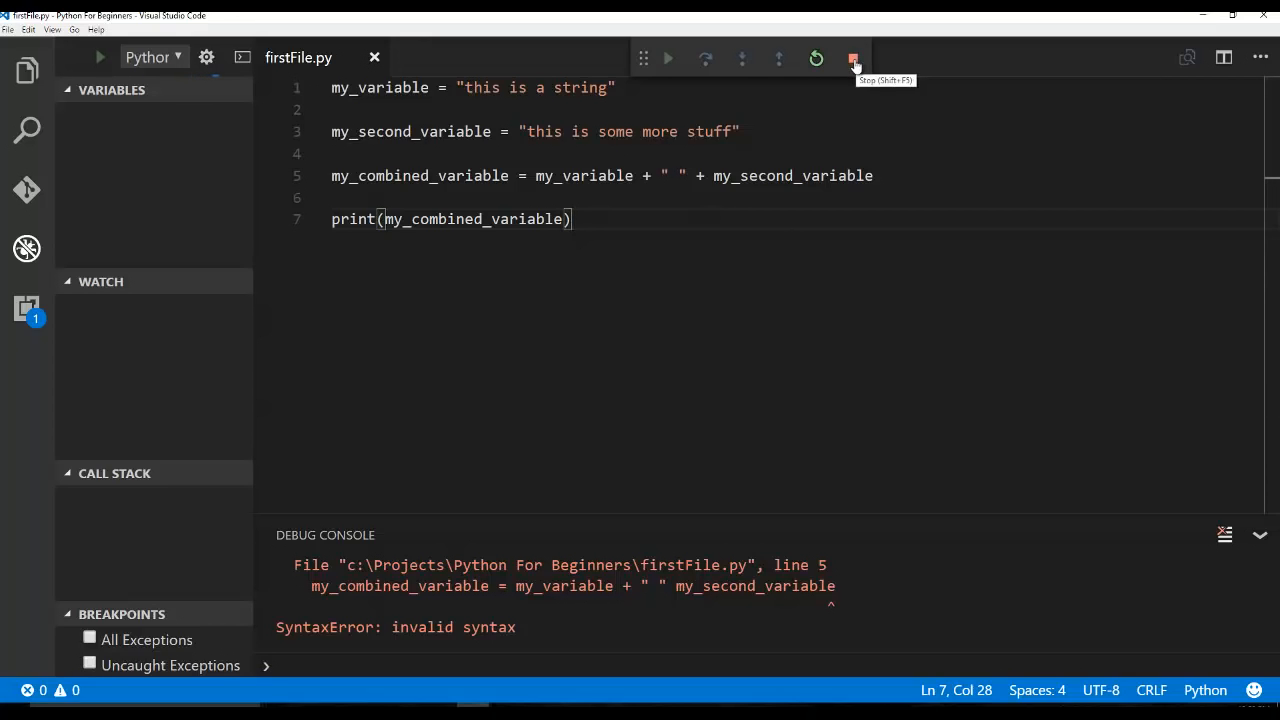 firstFile.py - Python For Beginners - Visual Studio Code
File Edit View Go Help
Python
firstFile.py
Stop (Shift+F5)
VARIABLES
1 my_variable = "this is a string"
2
3 my_second_variable = "this is some more stuff"
4
5 my_combined_variable = my_variable + " " + my_second_variable
6
7 print(my_combined_variable)
WATCH
1
CALL STACK
BREAKPOINTS
All Exceptions
Uncaught Exceptions
DEBUG CONSOLE
File "c:\Projects\Python For Beginners\firstFile.py", line 5
my_combined_variable = my_variable + " " my_second_variable
^
SyntaxError: invalid syntax
0 0 Ln 7, Col 28 Spaces: 4 UTF-8 CRLF Python